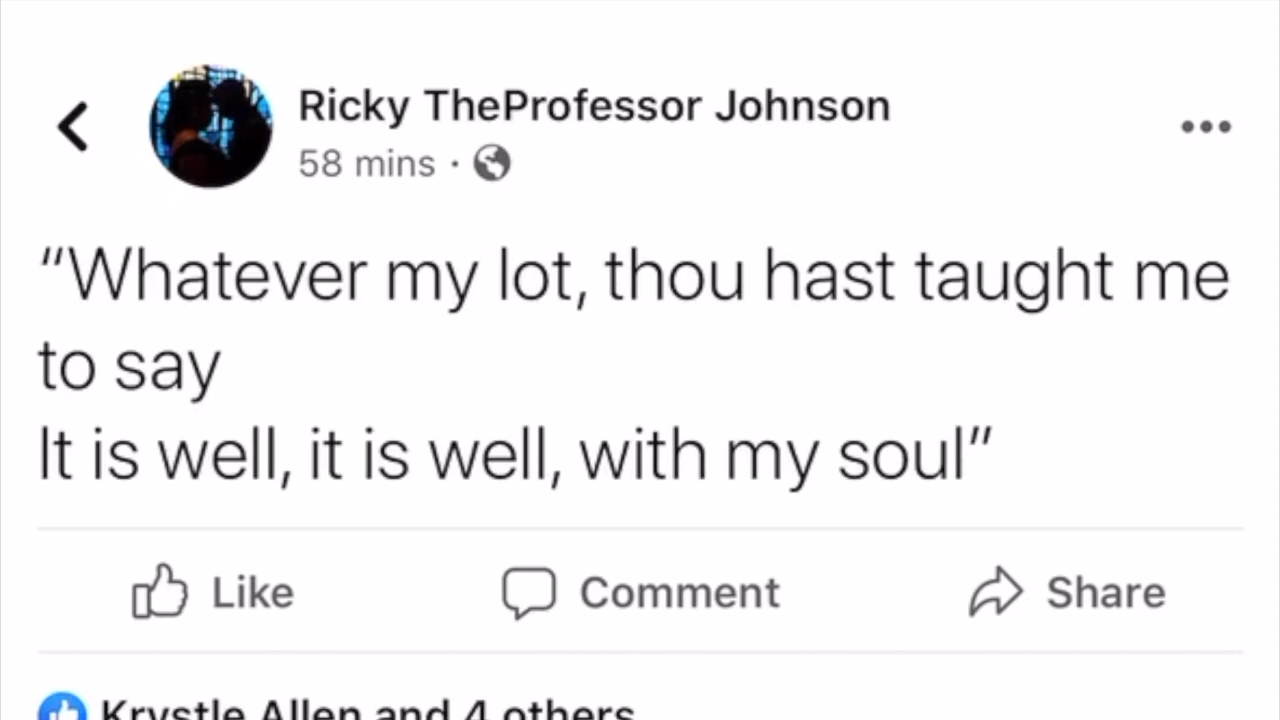 Ricky TheProfessor Johnson
58 mins ·
“Whatever my lot, thou hast taught me
to say
It is well, it is well, with my soul”
Like Comment Share
Krystle Allen and 4 others